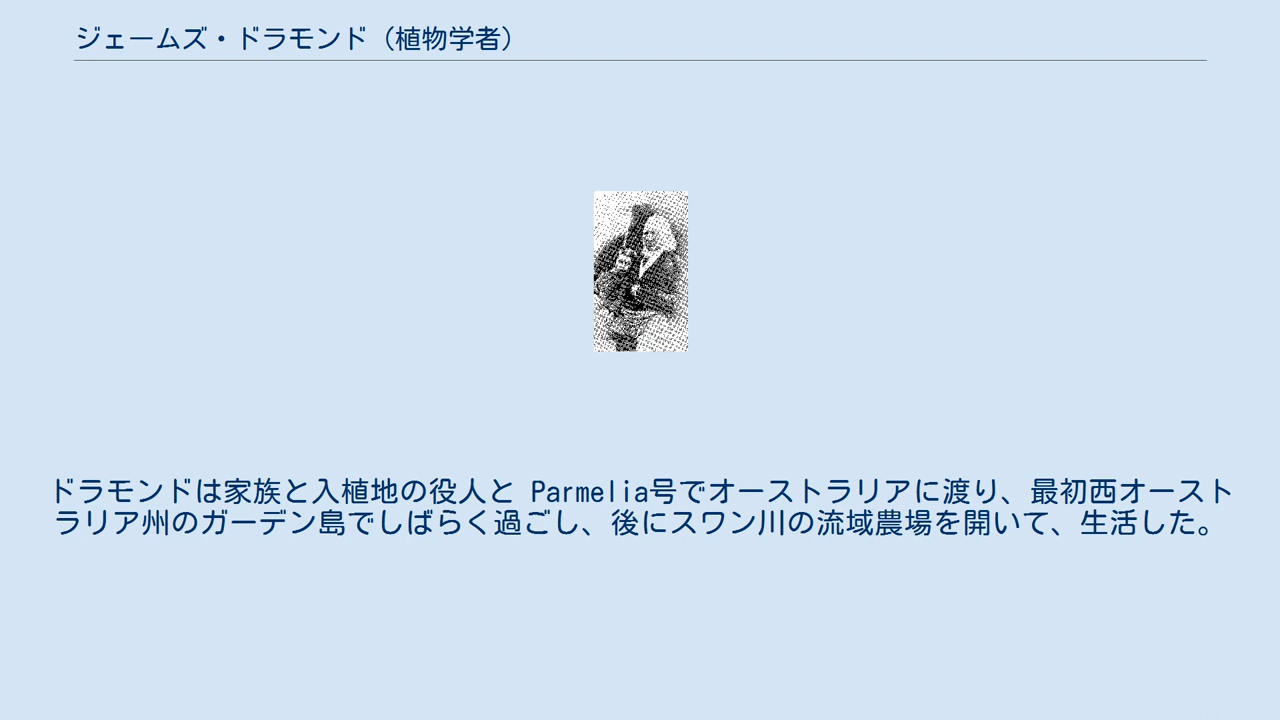 ジェームズ・ドラモンド（植物学者）
ドラモンドは家族と入植地の役人と Parmelia号でオーストラリアに渡り、最初西オースト
ラリア州のガーデン島でしばらく過ごし、後にスワン川の流域農場を開いて、生活した。